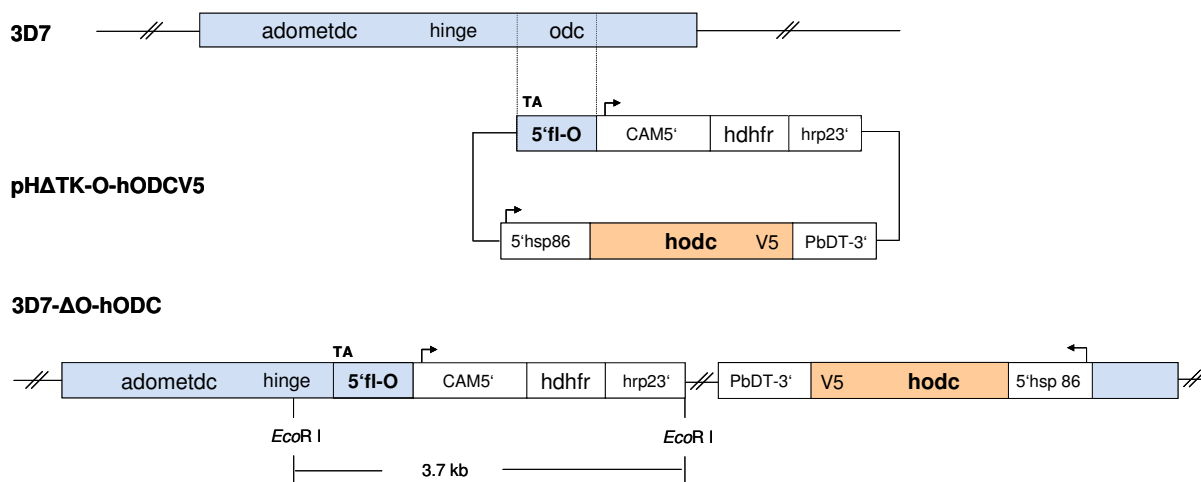 3D7
adometdc hinge odc
TA
5‘fl-O CAM5‘ hdhfr hrp23‘
pHΔTK-O-hODCV5
5‘hsp86 hodc V5 PbDT-3‘
3D7-ΔO-hODC
TA
adometdc hinge 5‘fl-O CAM5‘ hdhfr hrp23‘ PbDT-3‘ V5 hodc 5‘hsp 86
EcoR I EcoR I
3.7 kb